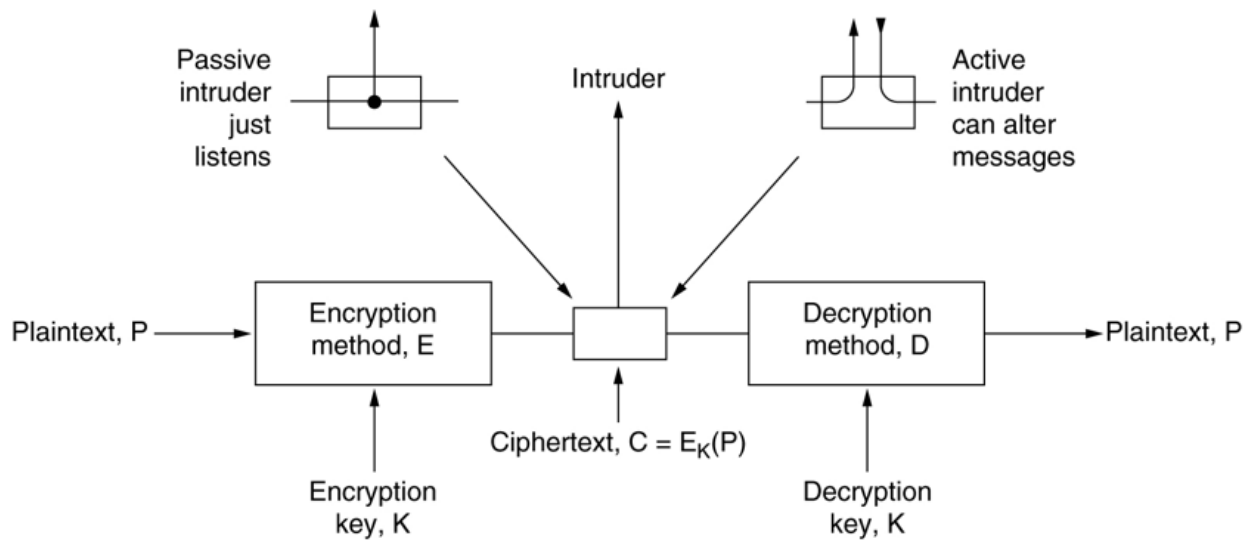 Passive
intruder
just
listens
Intruder
Active
intruder
can alter
messages
Plaintext, P
Encryption
method, E
Decryption
method, D
Plaintext, P
Ciphertext, C = E_K(P)
Encryption
key, K
Decryption
key, K